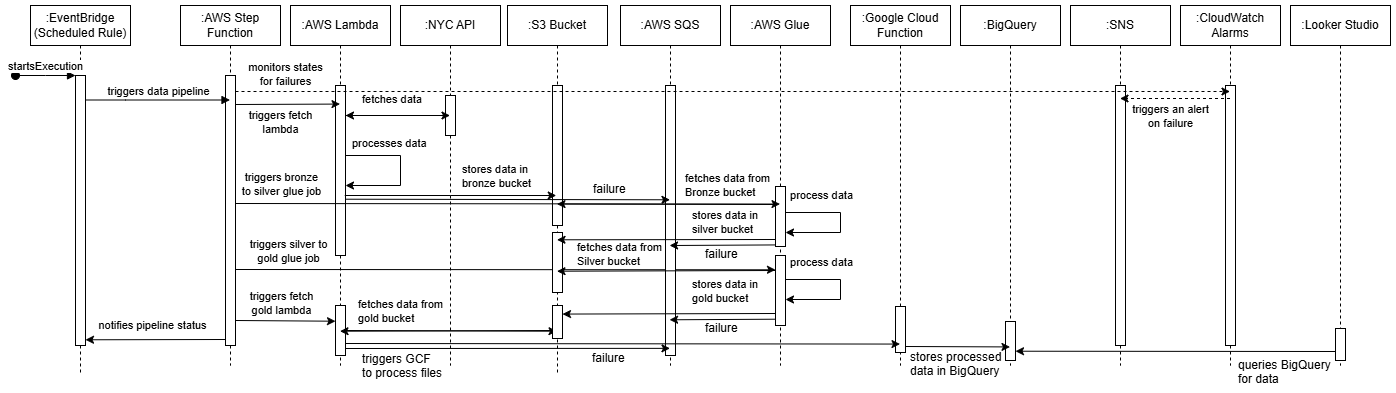 :EventBridge
(Scheduled Rule)
:AWS Step
Function
:AWS Lambda
:NYC API
:S3 Bucket
:AWS SQS
:AWS Glue
:Google Cloud
Function
:BigQuery
:SNS
:CloudWatch
Alarms
:Looker Studio
startsExecution
monitors states
for failures
triggers data pipeline
fetches data
triggers fetch
lambda
triggers an alert
on failure
processes data
stores data in
bronze bucket
triggers bronze
to silver glue job
failure
fetches data from
Bronze bucket
process data
stores data in
silver bucket
triggers silver to
gold glue job
fetches data from
Silver bucket
failure
process data
stores data in
gold bucket
triggers fetch
gold lambda
fetches data from
gold bucket
failure
notifies pipeline status
triggers GCF
to process files
failure
stores processed
data in BigQuery
queries BigQuery
for data